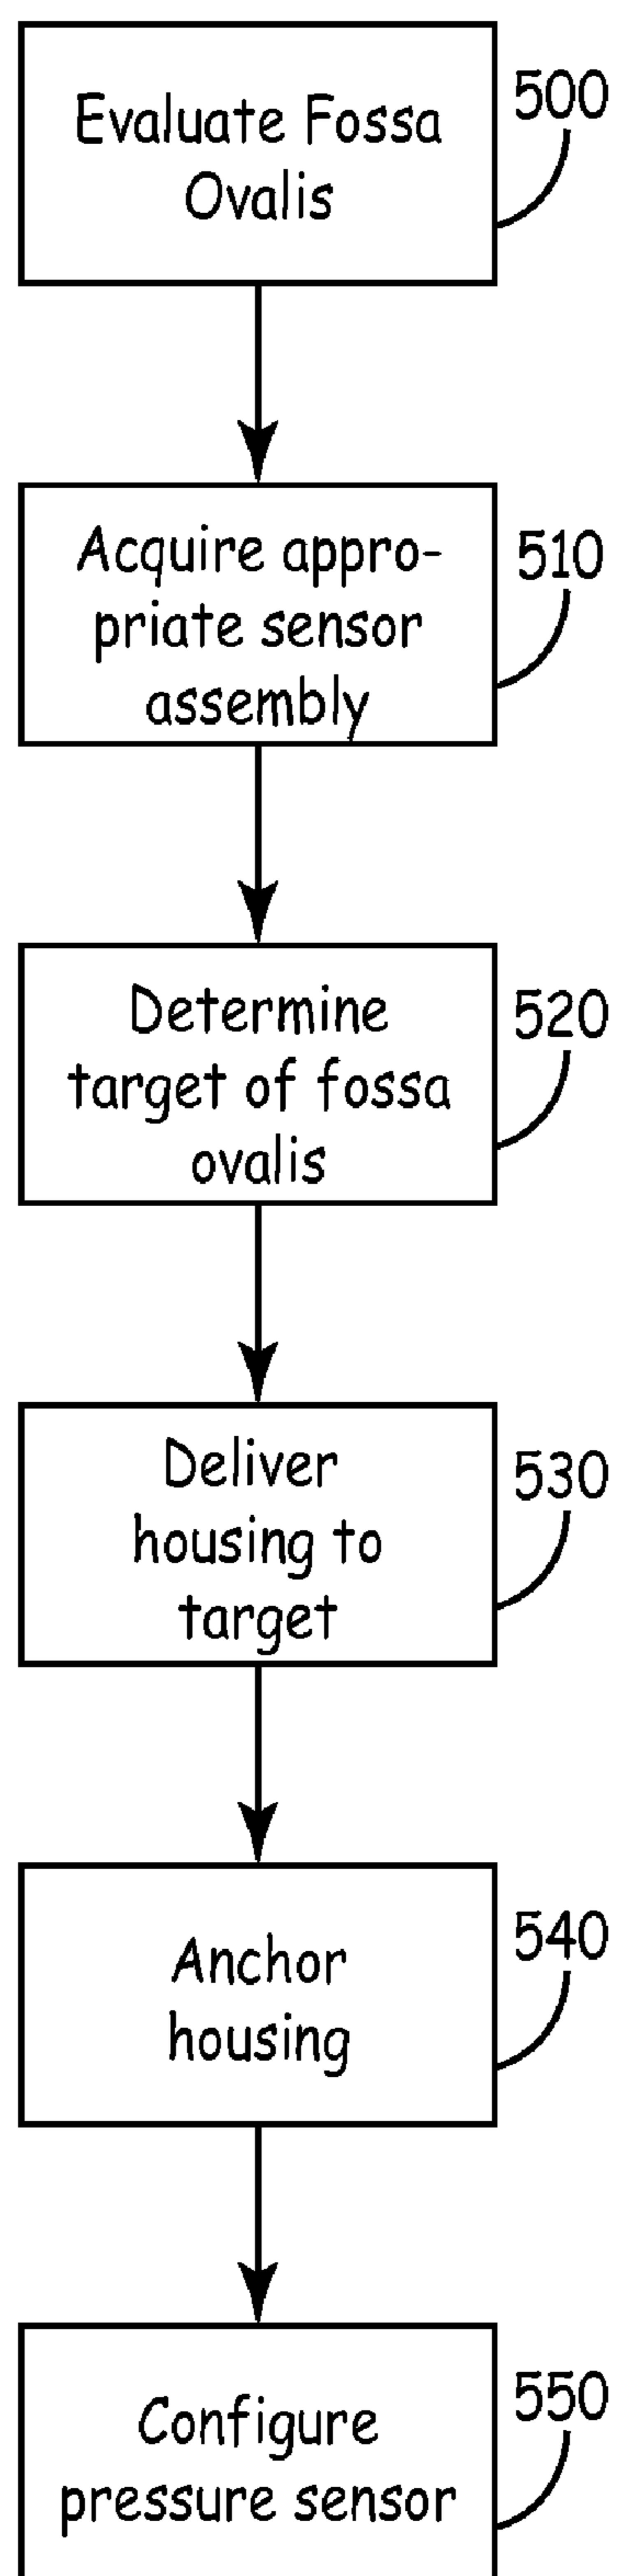 Evaluate Fossa
Ovalis
500
Acquire appro-
priate sensor
assembly
510
Determine
target of fossa
ovalis
520
Deliver
housing to
target
530
Anchor
housing
540
Configure
pressure sensor
550